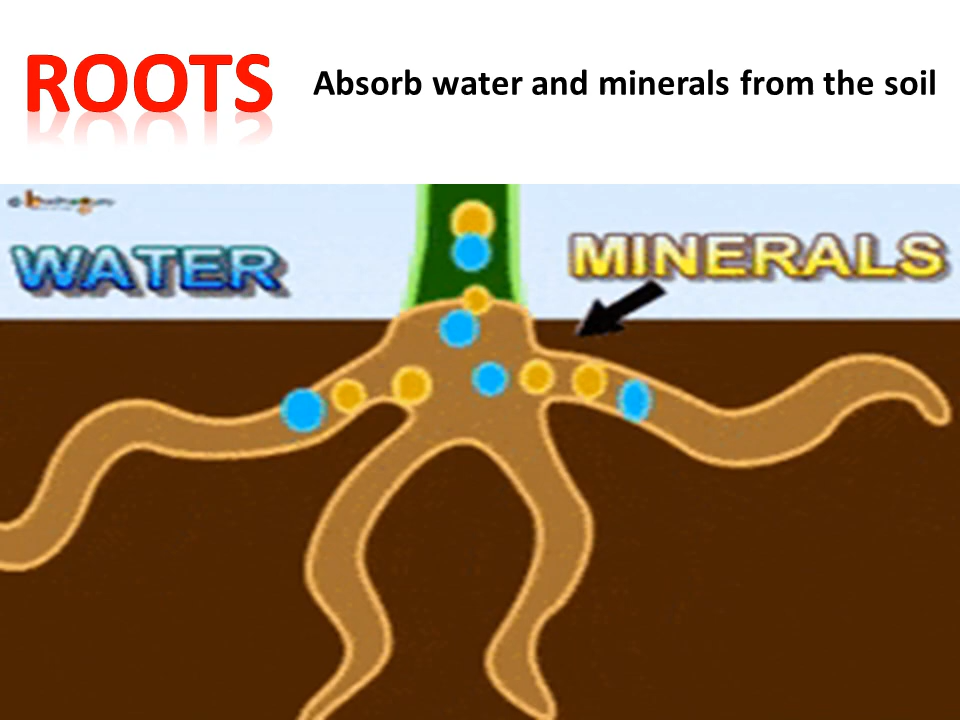 ROOTS
Absorb water and minerals from the soil
WATER
MINERALS